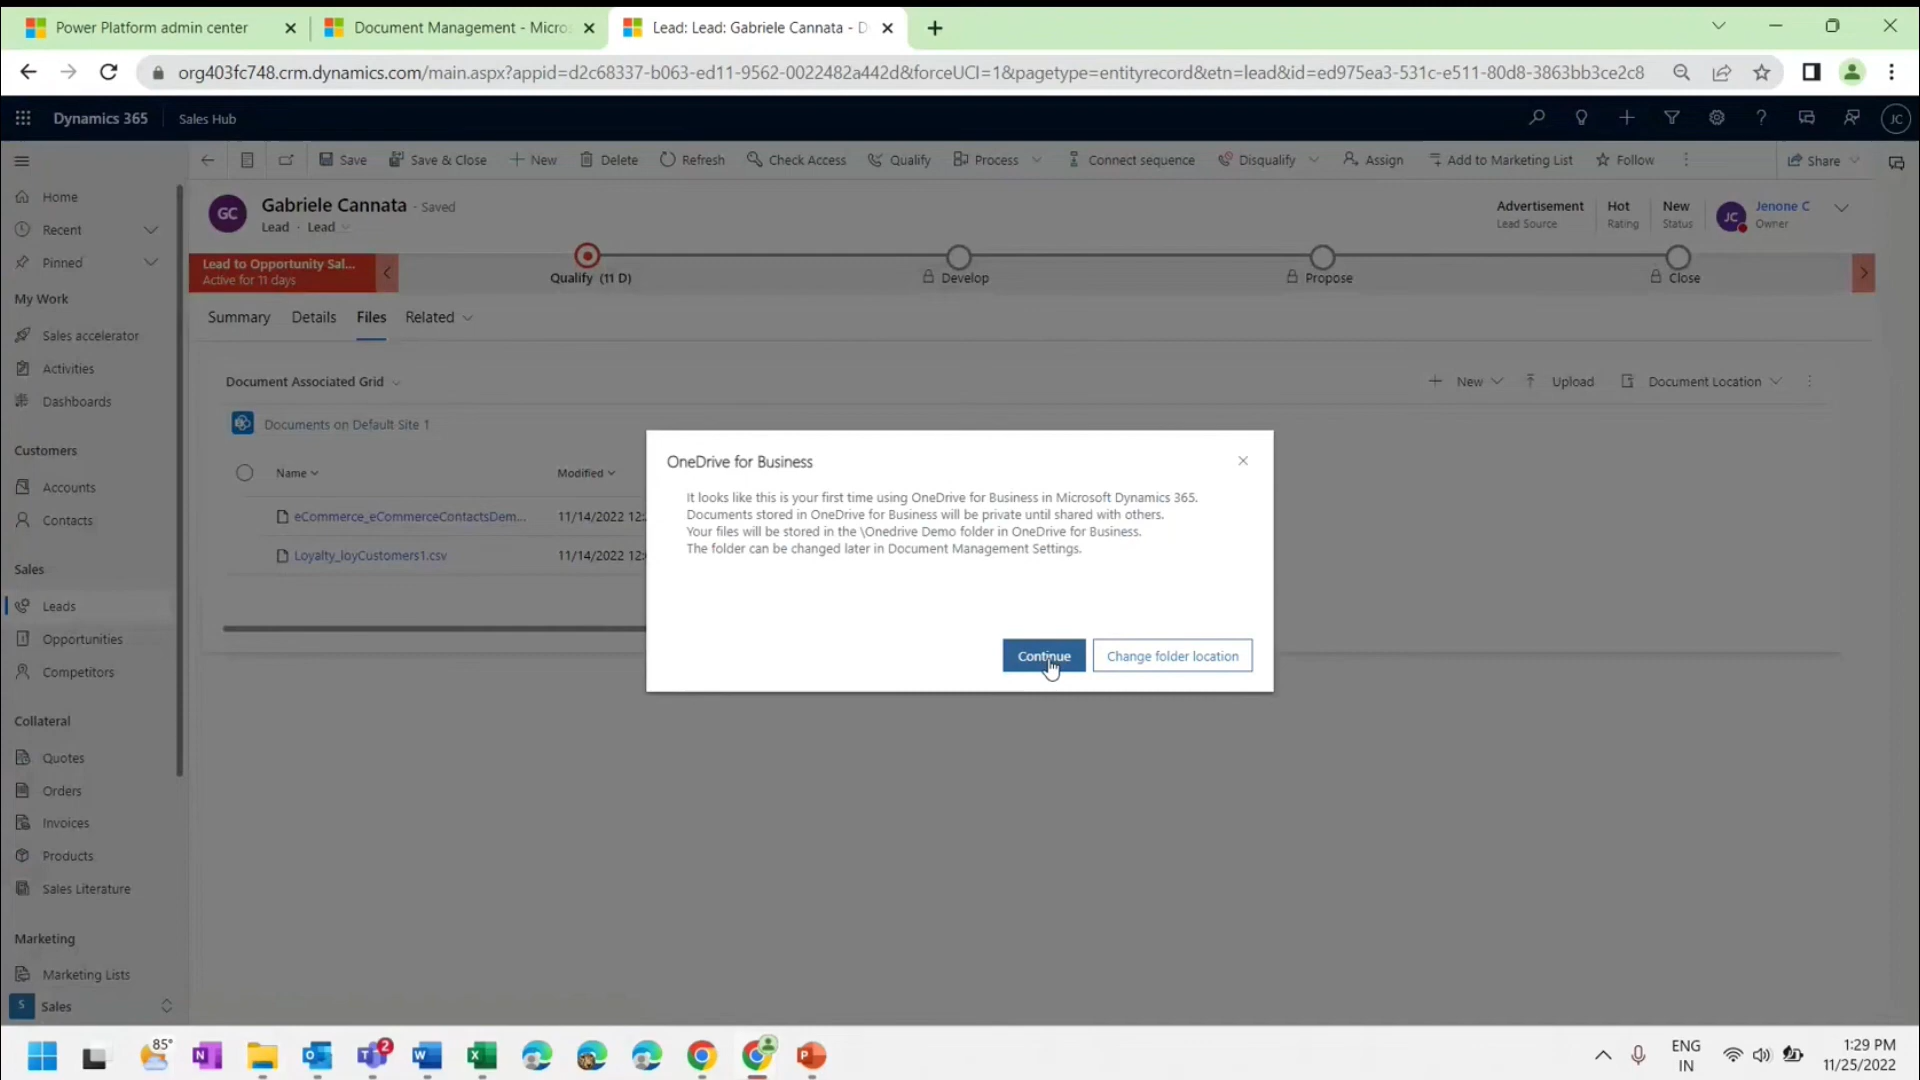 Power Platform admin center
Document Management - Micros
Lead: Lead: Gabriele Cannata - D
org403fc748.crm.dynamics.com/main.aspx?appid=d2c68337-b063-ed11-9562-0022482a442d&forceUCI=1&pagetype=entityrecord&etn=lead&id=ed975ea3-531c-e511-80d8-3863bb3ce2c8
Dynamics 365
Sales Hub
JC
Save
Save & Close
New
Delete
Refresh
Check Access
Qualify
Process
Connect sequence
Disqualify
Assign
Add to Marketing List
Follow
Share
Home
Recent
Pinned
My Work
Sales accelerator
Activities
Dashboards
Customers
Accounts
Contacts
Sales
Leads
Opportunities
Competitors
Collateral
Quotes
Orders
Invoices
Products
Sales Literature
Marketing
Marketing Lists
S Sales
GC
Gabriele Cannata - Saved
Lead · Lead
Advertisement
Lead Source
Hot
Rating
New
Status
JC
Jenone C
Owner
Lead to Opportunity Sal...
Active for 11 days
Qualify (11 D)
Develop
Propose
Close
Summary
Details
Files
Related
Document Associated Grid
New
Upload
Document Location
Documents on Default Site 1
Name
Modified
eCommerce_eCommerceContactsDem...
11/14/2022 12:
Loyalty_loyCustomers1.csv
11/14/2022 12:
OneDrive for Business
It looks like this is your first time using OneDrive for Business in Microsoft Dynamics 365.
Documents stored in OneDrive for Business will be private until shared with others.
Your files will be stored in the \Onedrive Demo folder in OneDrive for Business.
The folder can be changed later in Document Management Settings.
Continue
Change folder location
85°
2
ENG
IN
1:29 PM
11/25/2022